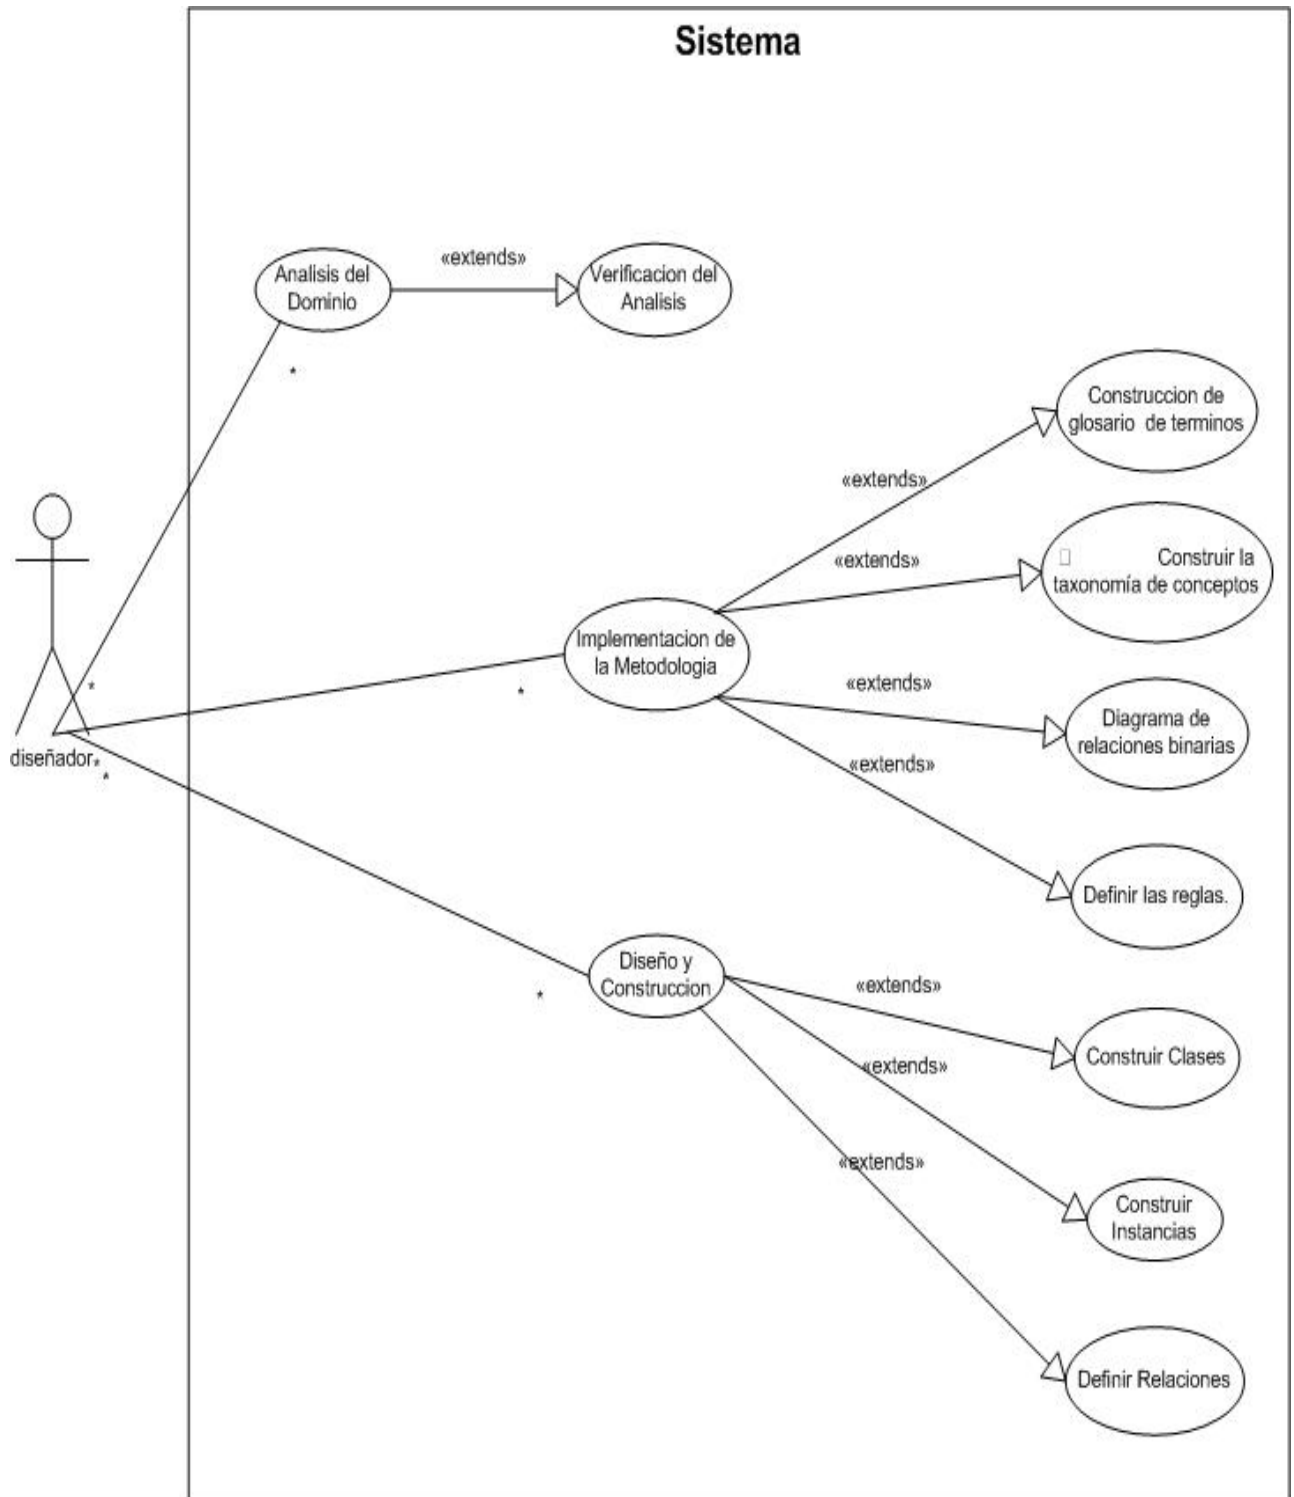 Sistema
Analisis del
Dominio
«extends»
Verificacion del
Analisis
*
Construccion de
glosario de terminos
«extends»
«extends»
Construir la
taxonomía de conceptos
Implementacion de
la Metodologia
*
«extends»
Diagrama de
relaciones binarias
«extends»
Definir las reglas.
*
diseñador
*
*
Diseño y
Construccion
*
«extends»
Construir Clases
«extends»
Construir
Instancias
«extends»
Definir Relaciones